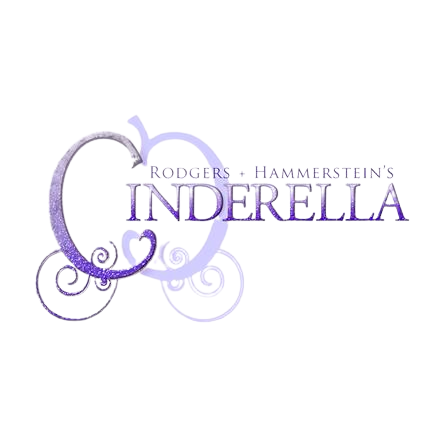 RODGERS + HAMMERSTEIN'S
CINDERELLA